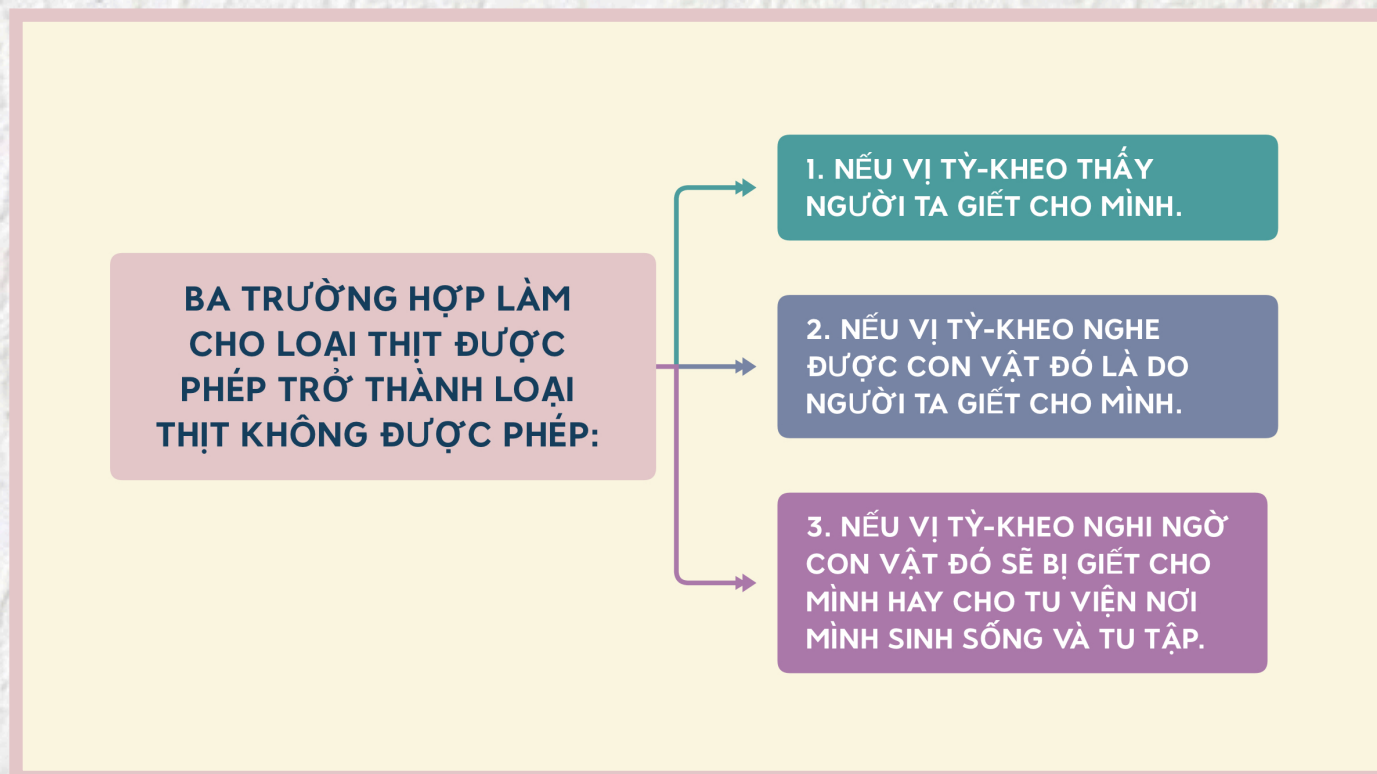 BA TRƯỜNG HỢP LÀM
CHO LOẠI THỊT ĐƯỢC
PHÉP TRỞ THÀNH LOẠI
THỊT KHÔNG ĐƯỢC PHÉP:
1. NẾU VỊ TỲ-KHEO THẤY
NGƯỜI TA GIẾT CHO MÌNH.
2. NẾU VỊ TỲ-KHEO NGHE
ĐƯỢC CON VẬT ĐÓ LÀ DO
NGƯỜI TA GIẾT CHO MÌNH.
3. NẾU VỊ TỲ-KHEO NGHI NGỜ
CON VẬT ĐÓ SẼ BỊ GIẾT CHO
MÌNH HAY CHO TU VIỆN NƠI
MÌNH SINH SỐNG VÀ TU TẬP.